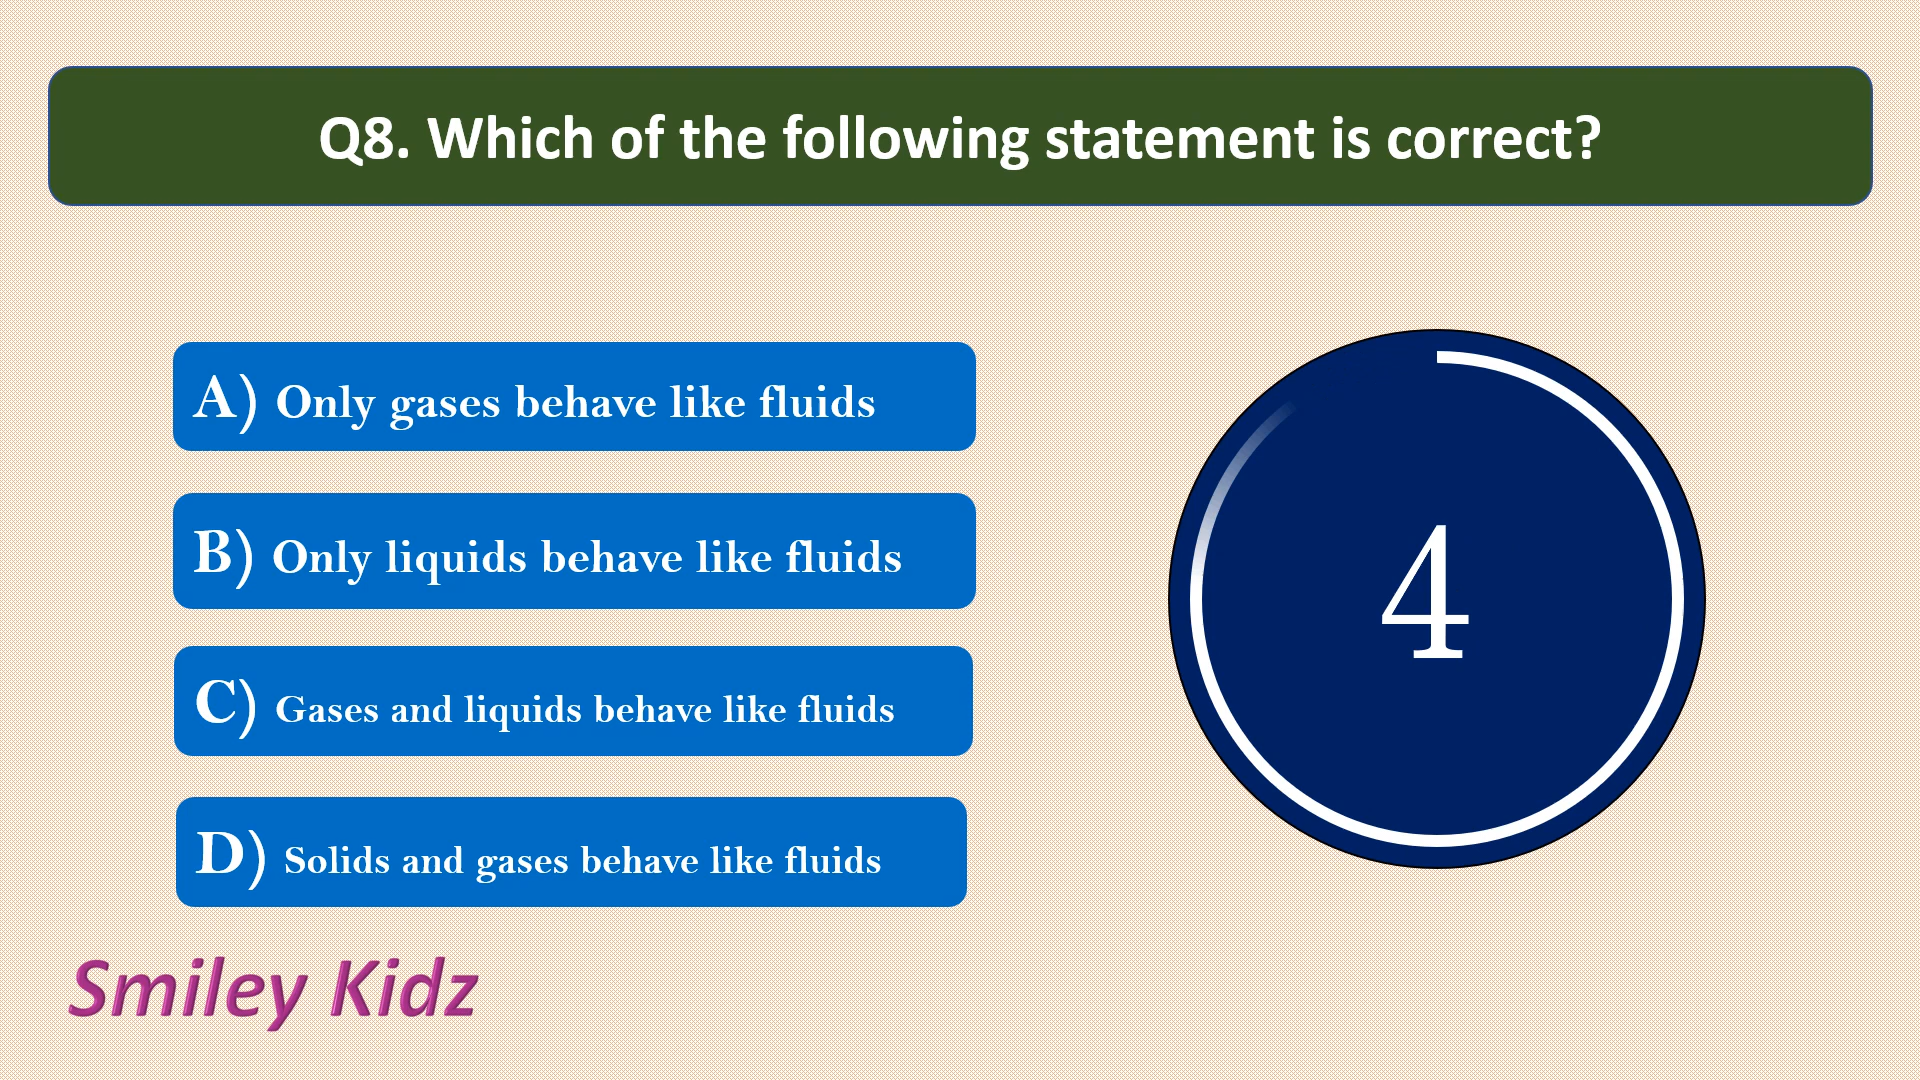 Q8. Which of the following statement is correct?
A) Only gases behave like fluids
B) Only liquids behave like fluids
C) Gases and liquids behave like fluids
D) Solids and gases behave like fluids
4
Smiley Kidz